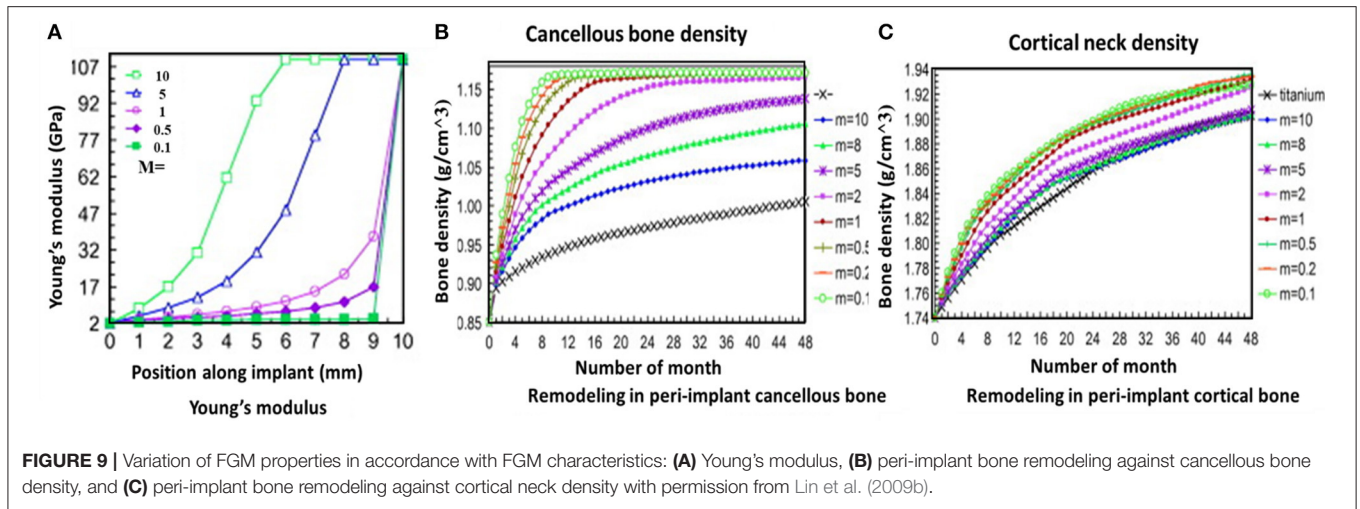 A
Young's modulus (GPa)
107
92
77
62
47
32
17
2
10
5
1
0.5
0.1
M=
0 1 2 3 4 5 6 7 8 9 10
Position along implant (mm)
Young's modulus
B
Cancellous bone density
Bone density (g/cm^3)
1.15
1.10
1.05
1.00
0.95
0.90
0.85
0 4 8 12 16 20 24 28 32 36 40 44 48
Number of month
Remodeling in peri-implant cancellous bone
-
m=10
m=8
m=5
m=2
m=1
m=0.5
m=0.2
m=0.1
C
Cortical neck density
Bone density (g/cm^3)
1.94
1.92
1.90
1.88
1.86
1.84
1.82
1.80
1.78
1.76
1.74
0 4 8 12 16 20 24 28 32 36 40 44 48
Number of month
Remodeling in peri-implant cortical bone
titanium
m=10
m=8
m=5
m=2
m=1
m=0.5
m=0.2
m=0.1
FIGURE 9 | Variation of FGM properties in accordance with FGM characteristics: (A) Young's modulus, (B) peri-implant bone remodeling against cancellous bone
density, and (C) peri-implant bone remodeling against cortical neck density with permission from Lin et al. (2009b).